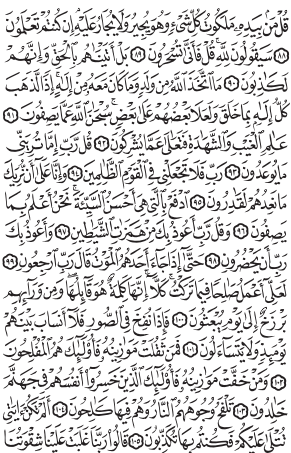 قُلْ مَنۢ بِيَدِهِۦ مَلَكُوتُ كُلِّ شَىْءٍ وَهُوَ يُجِيرُ وَلَا يُجَارُ عَلَيْهِ إِن كُنتُمْ تَعْلَمُونَ
٨٨ سَيَقُولُونَ لِلَّهِ قُلْ فَأَنَّىٰ تُسْحَرُونَ ٨٩ بَلْ أَتَيْنَٰهُم بِٱلْحَقِّ وَإِنَّهُمْ
لَكَٰذِبُونَ ٩٠ مَا ٱتَّخَذَ ٱللَّهُ مِن وَلَدٍ وَمَا كَانَ مَعَهُۥ مِنْ إِلَٰهٍ إِذًا لَّذَهَبَ
كُلُّ إِلَٰهٍۭ بِمَا خَلَقَ وَلَعَلَا بَعْضُهُمْ عَلَىٰ بَعْضٍ سُبْحَٰنَ ٱللَّهِ عَمَّا يَصِفُونَ ٩١
عَٰلِمِ ٱلْغَيْبِ وَٱلشَّهَٰدَةِ فَتَعَٰلَىٰ عَمَّا يُشْرِكُونَ ٩٢ قُل رَّبِّ إِمَّا تُرِيَنِّى
مَا يُوعَدُونَ ٩٣ رَبِّ فَلَا تَجْعَلْنِى فِى ٱلْقَوْمِ ٱلظَّٰلِمِينَ ٩٤ وَإِنَّا عَلَىٰٓ أَن نُّرِيَكَ
مَا نَعِدُهُمْ لَقَٰدِرُونَ ٩٥ ٱدْفَعْ بِٱلَّتِى هِىَ أَحْسَنُ ٱلسَّيِّئَةَ نَحْنُ أَعْلَمُ بِمَا
يَصِفُونَ ٩٦ وَقُل رَّبِّ أَعُوذُ بِكَ مِنْ هَمَزَٰتِ ٱلشَّيَٰطِينِ ٩٧ وَأَعُوذُ بِكَ
رَبِّ أَن يَحْضُرُونِ ٩٨ حَتَّىٰٓ إِذَا جَآءَ أَحَدَهُمُ ٱلْمَوْتُ قَالَ رَبِّ ٱرْجِعُونِ ٩٩
لَعَلِّىٓ أَعْمَلُ صَٰلِحًا فِيمَا تَرَكْتُ كَلَّآ إِنَّهَا كَلِمَةٌ هُوَ قَآئِلُهَا وَمِن وَرَآئِهِم
بَرْزَخٌ إِلَىٰ يَوْمِ يُبْعَثُونَ ١٠٠ فَإِذَا نُفِخَ فِى ٱلصُّورِ فَلَآ أَنسَابَ بَيْنَهُمْ
يَوْمَئِذٍ وَلَا يَتَسَآءَلُونَ ١٠١ فَمَن ثَقُلَتْ مَوَٰزِينُهُۥ فَأُو۟لَٰٓئِكَ هُمُ ٱلْمُفْلِحُونَ
١٠٢ وَمَنْ خَفَّتْ مَوَٰزِينُهُۥ فَأُو۟لَٰٓئِكَ ٱلَّذِينَ خَسِرُوٓا۟ أَنفُسَهُمْ فِى جَهَنَّمَ
خَٰلِدُونَ ١٠٣ تَلْفَحُ وُجُوهَهُمُ ٱلنَّارُ وَهُمْ فِيهَا كَٰلِحُونَ ١٠٤ أَلَمْ تَكُنْ ءَايَٰتِى
تُتْلَىٰ عَلَيْكُمْ فَكُنتُم بِهَا تُكَذِّبُونَ ١٠٥ قَالُوا۟ رَبَّنَا غَلَبَتْ عَلَيْنَا شِقْوَتُنَا